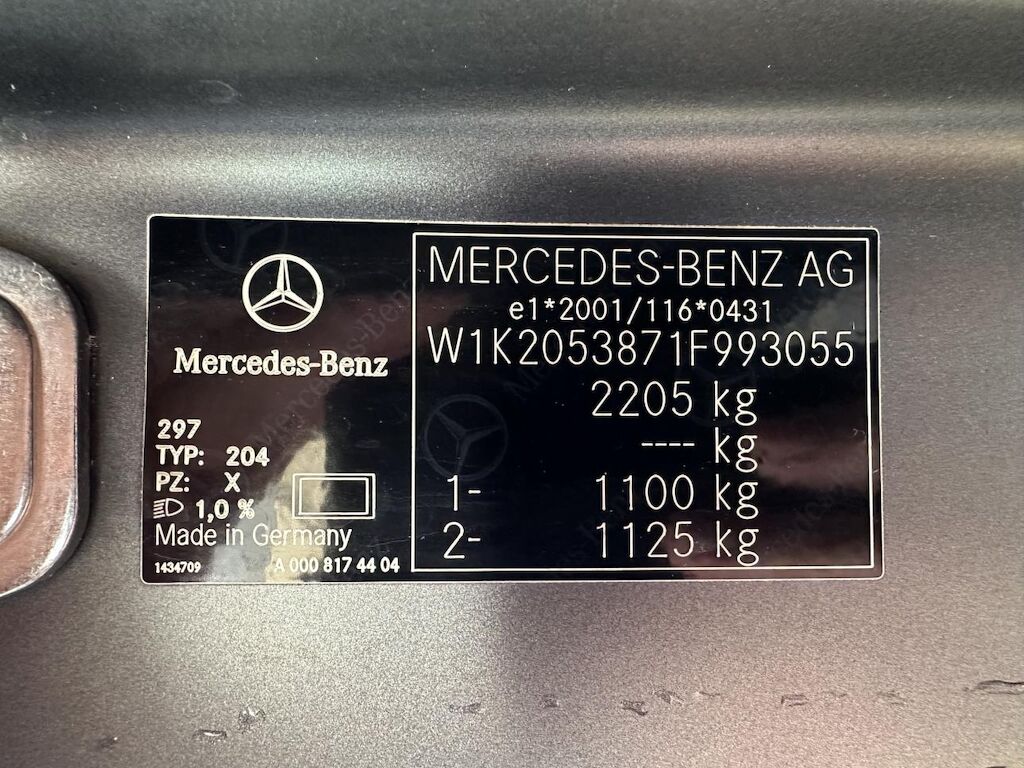 Mercedes-Benz
297
TYP: 204
PZ: X
1,0 %
Made in Germany
1434709 A 000 817 44 04
MERCEDES-BENZ AG
e1*2001/116*0431
W1K2053871F993055
2205 kg
---- kg
1- 1100 kg
2- 1125 kg